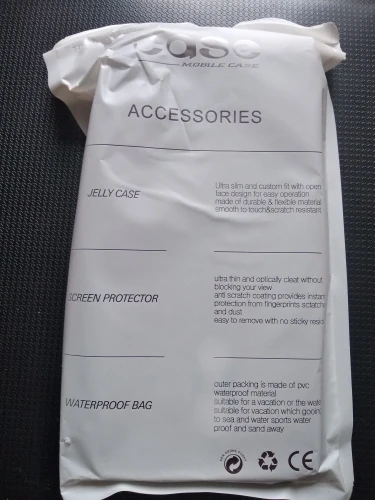 case
MOBILE CASE
ACCESSORIES
JELLY CASE
Ultra slim and custom fit with open
face design for easy operation
made of durable & flexible material
smooth to touch&scratch resistant
SCREEN PROTECTOR
ultra thin and optically cleat without
blocking your view
anti scratch coating provides instan
protection from fingerprints sctatch
and dust
easy to remove with no sticky resid
WATERPROOF BAG
outer packing is made of pvc
waterproof material
suitable for a vacation or the wate
suitable for vacation which gooing
to sea and water sports water
proof and sand away
CE